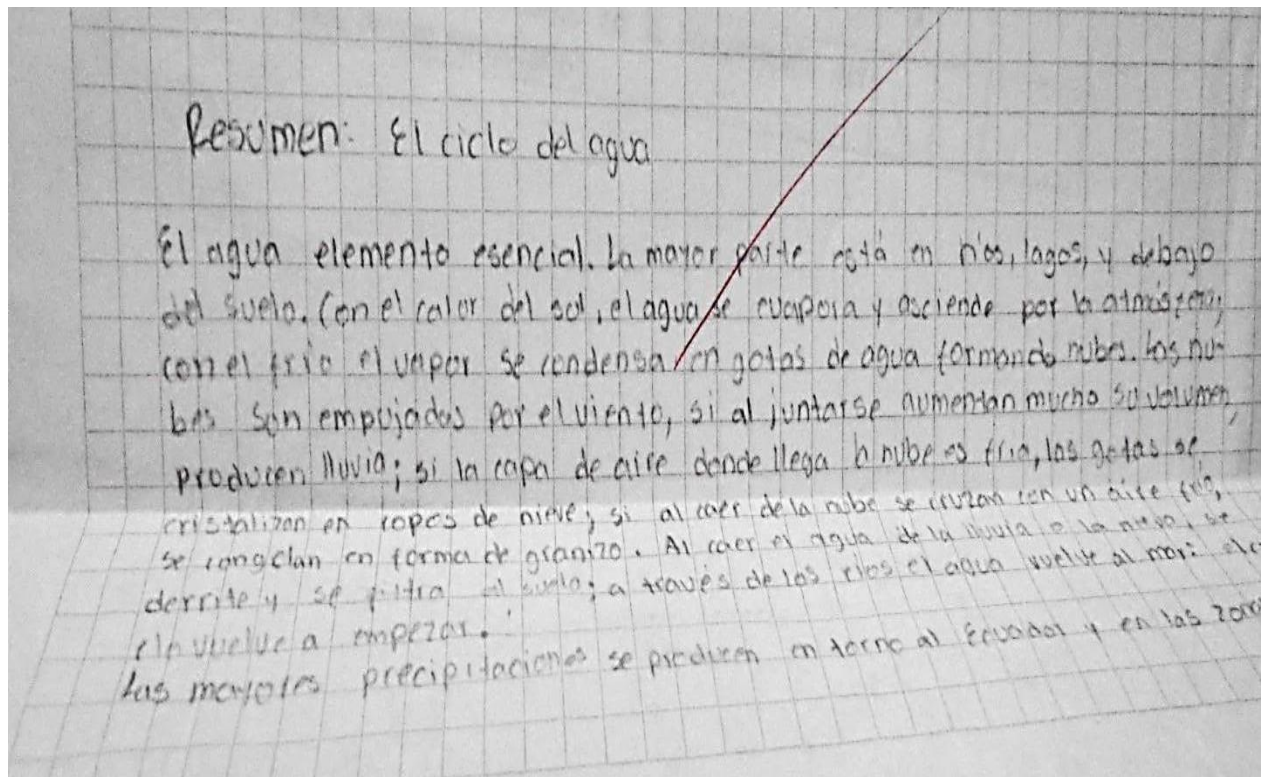 Resumen: El ciclo del agua
El agua elemento esencial. La mayor parte está en ríos, lagos, y debajo
del suelo. Con el calor del sol, el agua se evapora y asciende por la atmósfera,
con el frío el vapor se condensa en gotas de agua formando nubes. Las nu
bes son empujadas por el viento, si al juntarse aumentan mucho su volumen,
producen lluvia; si la capa de aire donde llega la nube es fría, las gotas se
cristalizan en copos de nieve; si al caer de la nube se cruzan con un aire frío,
se congelan en forma de granizo. Al caer el agua de la lluvia o la nieve, se
derrite y se filtra al suelo; a través de los ríos el agua vuelve al mar: el ci
clo vuelve a empezar.
Las mayores precipitaciones se producen en torno al Ecuador y en las